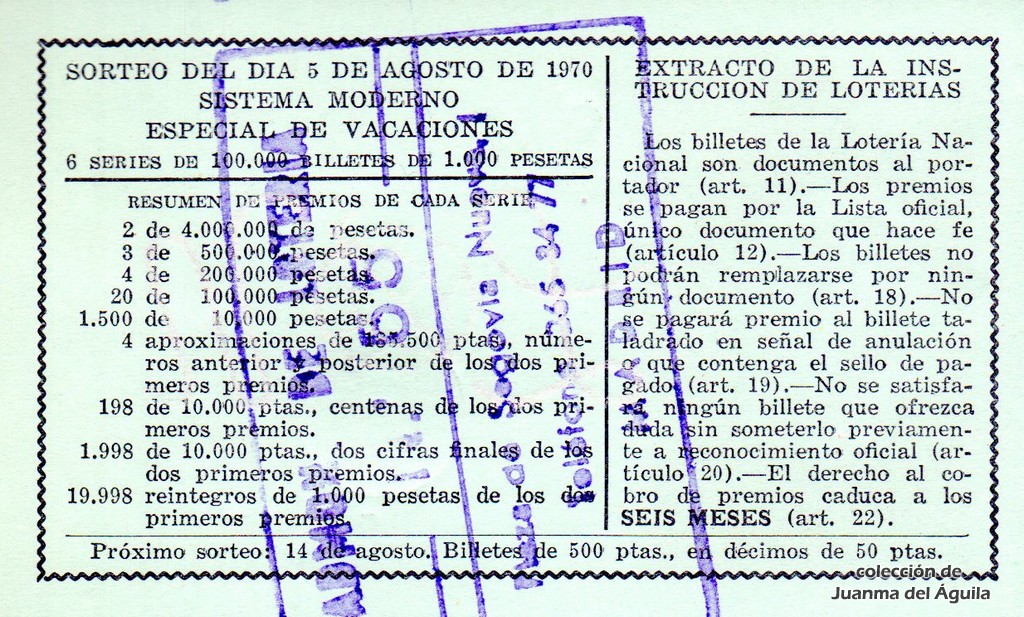 SORTEO DEL DIA 5 DE AGOSTO DE 1970
SISTEMA MODERNO
ESPECIAL DE VACACIONES
6 SERIES DE 100.000 BILLETES DE 1.000 PESETAS
RESUMEN DE PREMIOS DE CADA SERIE
2 de 4.000.000 de pesetas.
3 de 500.000 pesetas.
4 de 200.000 pesetas.
20 de 100.000 pesetas.
1.500 de 10.000 pesetas.
4 aproximaciones de ptas., núme-
ros anterior y posterior de los dos pri-
meros premios.
198 de 10.000 ptas., centenas de los dos pri-
meros premios.
1.998 de 10.000 ptas., dos cifras finales de los
dos primeros premios.
19.998 reintegros de 1.000 pesetas de los dos
primeros premios.
EXTRACTO DE LA INS-
TRUCCION DE LOTERIAS
Los billetes de la Lotería Na-
cional son documentos al por-
tador (art. 11).—Los premios
se pagan por la Lista oficial,
único documento que hace fe
(artículo 12).—Los billetes no
podrán remplazarse por nin-
gún documento (art. 18).—No
se pagará premio al billete ta-
ladrado en señal de anulación
o que contenga el sello de pa-
gado (art. 19).—No se satisfa-
rá ningún billete que ofrezca
duda sin someterlo previamen-
te a reconocimiento oficial (ar-
tículo 20).—El derecho al co-
bro de premios caduca a los
SEIS MESES (art. 22).
Próximo sorteo: 14 de agosto. Billetes de 500 ptas., en décimos de 50 ptas.
colección de
Juanma del Águila